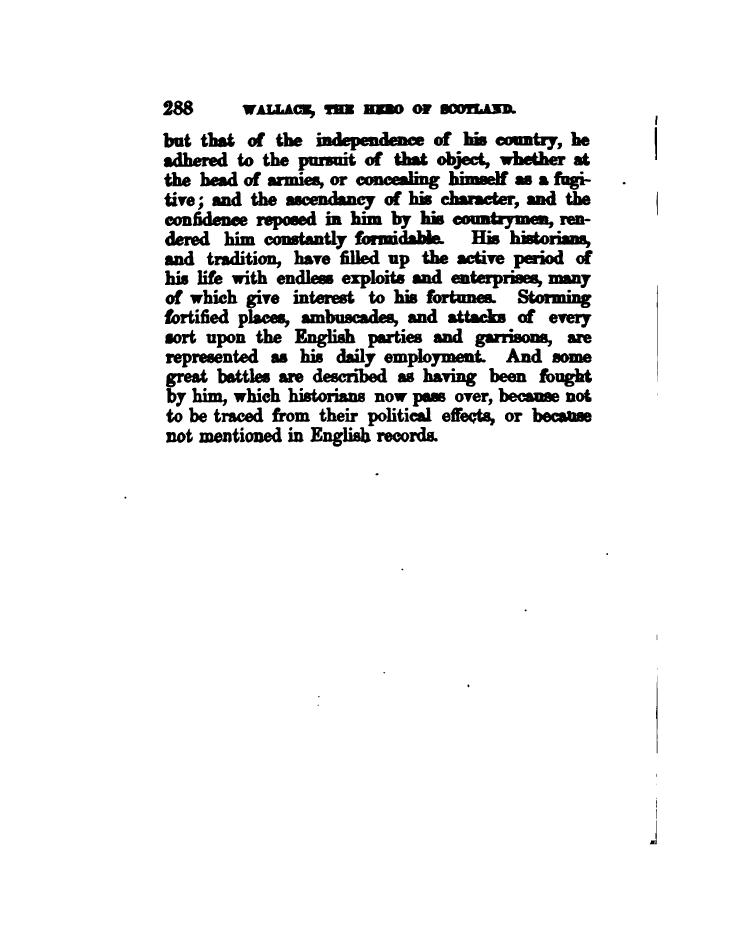 288 WALLACE, THE HERO OF SCOTLAND.
but that of the independence of his country, he
adhered to the pursuit of that object, whether at
the head of armies, or concealing himself as a fugi-
tive; and the ascendancy of his character, and the
confidence reposed in him by his countrymen, ren-
dered him constantly formidable. His historians,
and tradition, have filled up the active period of
his life with endless exploits and enterprises, many
of which give interest to his fortunes. Storming
fortified places, ambuscades, and attacks of every
sort upon the English parties and garrisons, are
represented as his daily employment. And some
great battles are described as having been fought
by him, which historians now pass over, because not
to be traced from their political effects, or because
not mentioned in English records.